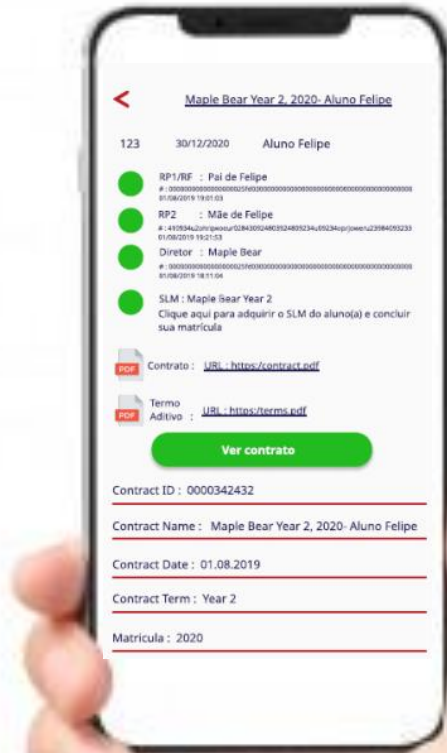 <
Maple Bear Year 2, 2020- Aluno Felipe
123 30/12/2020 Aluno Felipe
RP1/RF : Pai de Felipe
01/08/2019 19:01:03
RP2 : Mãe de Felipe
01/08/2019 19:21:53
Diretor : Maple Bear
01/08/2019 18:11:04
SLM : Maple Bear Year 2
Clique aqui para adquirir o SLM do aluno(a) e concluir
sua matrícula
PDF Contrato : URL : https:/contract.pdf
PDF Termo
Aditivo : URL : https:/terms.pdf
Ver contrato
Contract ID : 0000342432
Contract Name : Maple Bear Year 2, 2020- Aluno Felipe
Contract Date : 01.08.2019
Contract Term : Year 2
Matrícula : 2020